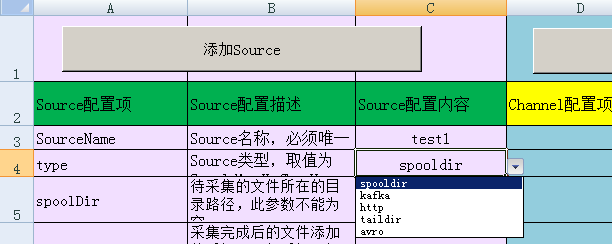 A B C D
1 添加Source
2 Source配置项 Source配置描述 Source配置内容 Channel配置项
3 SourceName Source名称，必须唯一 test1
4 type Source类型，取值为 spooldir
spooldir
kafka
http
taildir
avro
5 spoolDir 待采集的文件所在的目
录路径，此参数不能为
空
采集完成后的文件添加